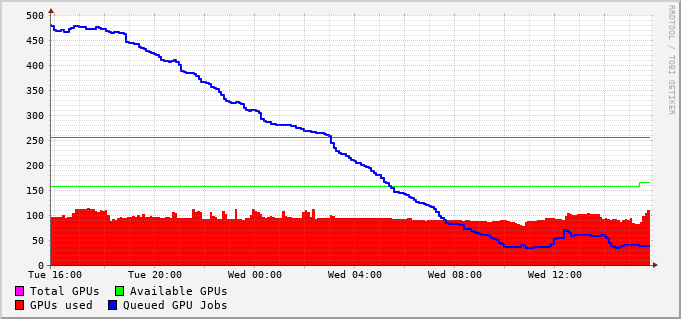 500
450
400
350
300
250
200
150
100
50
0
Tue 16:00 Tue 20:00 Wed 00:00 Wed 04:00 Wed 08:00 Wed 12:00
Total GPUs Available GPUs
GPUs used Queued GPU Jobs
RRDTOOL / TOBI OETIKER